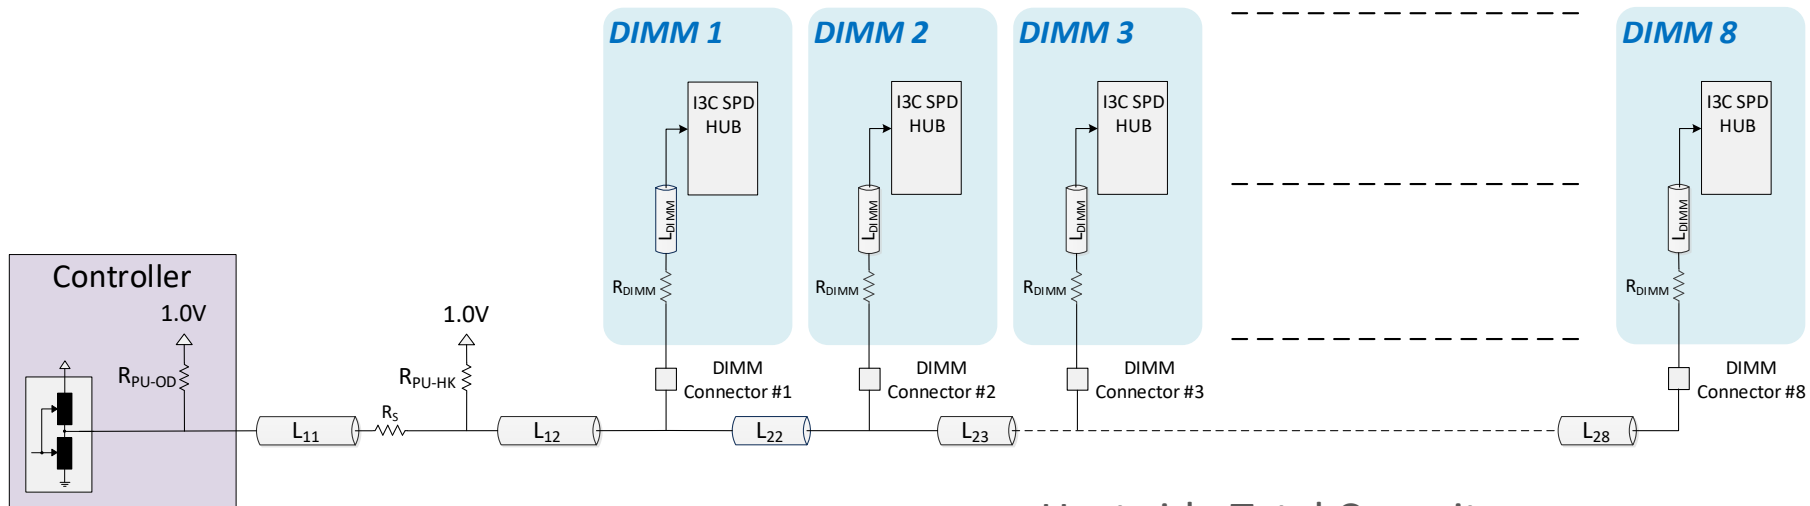 DIMM 1
DIMM 2
DIMM 3
DIMM 8
I3C SPD
HUB
I3C SPD
HUB
I3C SPD
HUB
I3C SPD
HUB
LDIMM
LDIMM
LDIMM
LDIMM
RDIMM
RDIMM
RDIMM
RDIMM
Controller
1.0V
1.0V
RPU-OD
RPU-HK
DIMM
Connector #1
DIMM
Connector #2
DIMM
Connector #3
DIMM
Connector #8
RS
L11
L12
L22
L23
L28